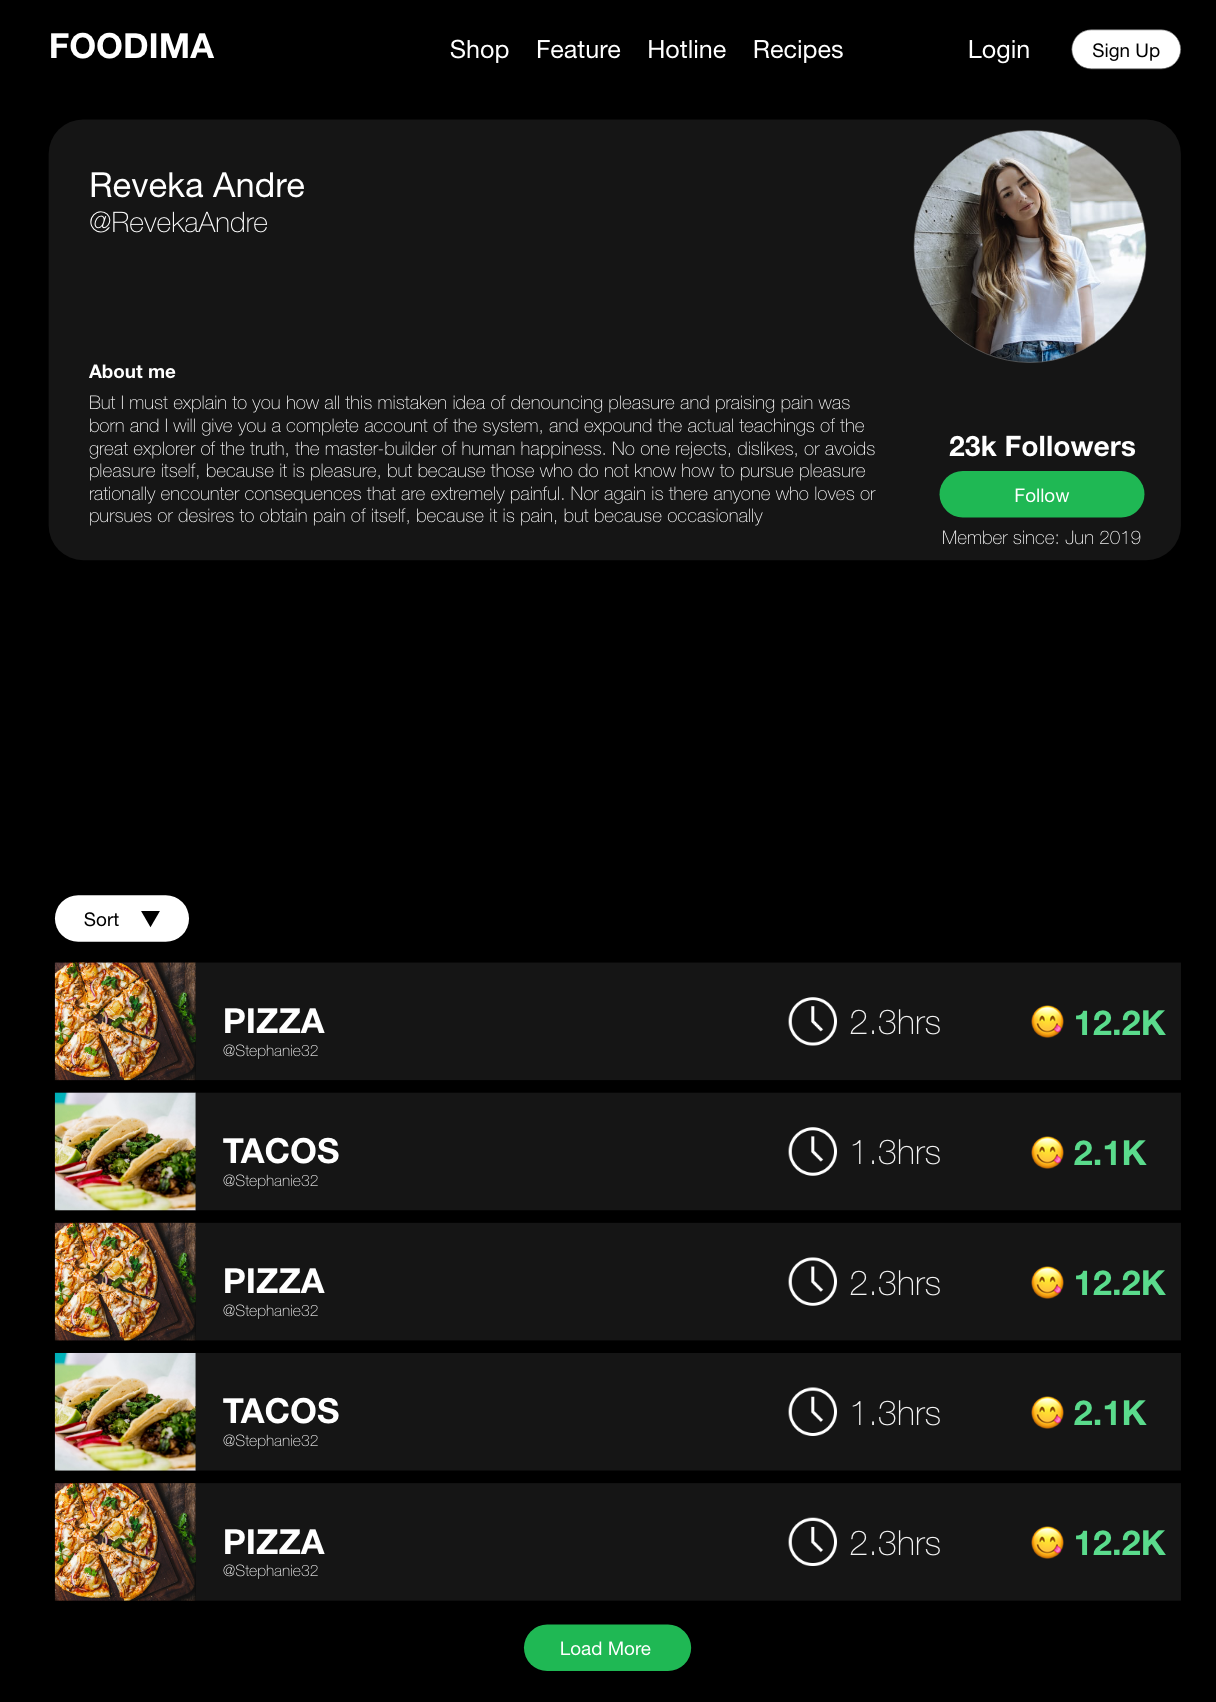 FOODIMA
Shop Feature Hotline Recipes
Login
Sign Up
Reveka Andre
@RevekaAndre
About me
But I must explain to you how all this mistaken idea of denouncing pleasure and praising pain was
born and I will give you a complete account of the system, and expound the actual teachings of the
great explorer of the truth, the master-builder of human happiness. No one rejects, dislikes, or avoids
pleasure itself, because it is pleasure, but because those who do not know how to pursue pleasure
rationally encounter consequences that are extremely painful. Nor again is there anyone who loves or
pursues or desires to obtain pain of itself, because it is pain, but because occasionally
23k Followers
Follow
Member since: Jun 2019
Sort
PIZZA
@Stephanie32
2.3hrs
12.2K
TACOS
@Stephanie32
1.3hrs
2.1K
PIZZA
@Stephanie32
2.3hrs
12.2K
TACOS
@Stephanie32
1.3hrs
2.1K
PIZZA
@Stephanie32
2.3hrs
12.2K
Load More